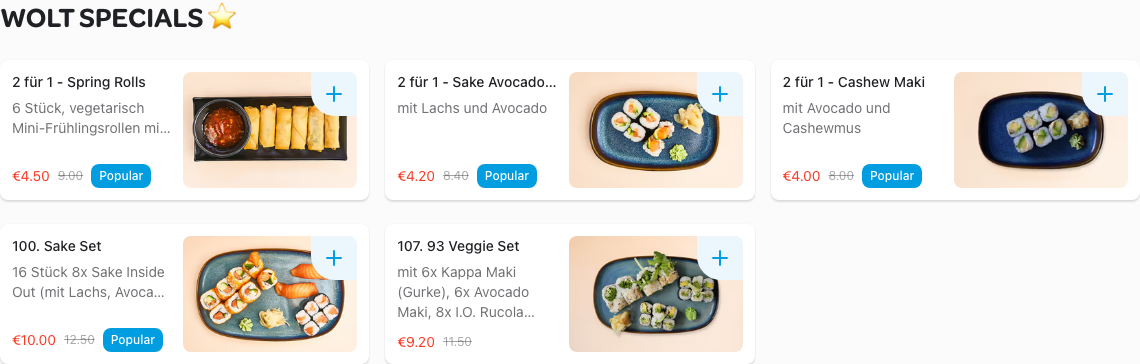 WOLT SPECIALS ⭐
2 für 1 - Spring Rolls
6 Stück, vegetarisch
Mini-Frühlingsrollen mi...
€4.50 9.00 Popular
2 für 1 - Sake Avocado...
mit Lachs und Avocado
€4.20 8.40 Popular
2 für 1 - Cashew Maki
mit Avocado und
Cashewmus
€4.00 8.00 Popular
100. Sake Set
16 Stück 8x Sake Inside
Out (mit Lachs, Avoca...
€10.00 12.50 Popular
107. 93 Veggie Set
mit 6x Kappa Maki
(Gurke), 6x Avocado
Maki, 8x I.O. Rucola...
€9.20 11.50